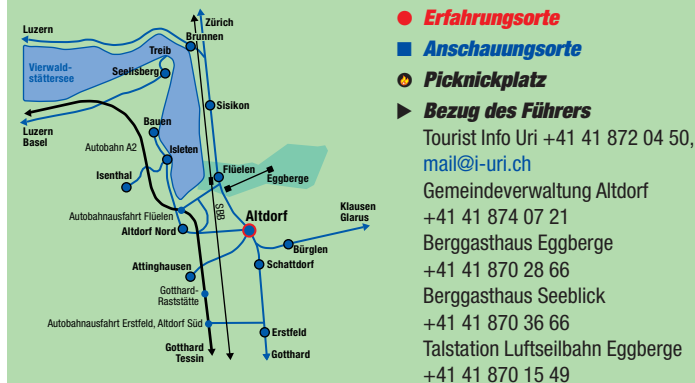 Luzern
Zürich
Brunnen
Treib
Vierwald-
stättersee
Seelisberg
Sisikon
Luzern
Basel
Bauen
Autobahn A2
Isleten
Isenthal
Flüelen
Eggberge
Autobahnausfahrt Flüelen
SBB
Altdorf
Klausen
Glarus
Altdorf Nord
Bürglen
Attinghausen
Schattdorf
Gotthard-
Raststätte
Autobahnausfahrt Erstfeld, Altdorf Süd
Erstfeld
Gotthard
Tessin
Gotthard
Erfahrungsorte
Anschauungsorte
Picknickplatz
Bezug des Führers
Tourist Info Uri +41 41 872 04 50,
mail@i-uri.ch
Gemeindeverwaltung Altdorf
+41 41 874 07 21
Berggasthaus Eggberge
+41 41 870 28 66
Berggasthaus Seeblick
+41 41 870 36 66
Talstation Luftseilbahn Eggberge
+41 41 870 15 49